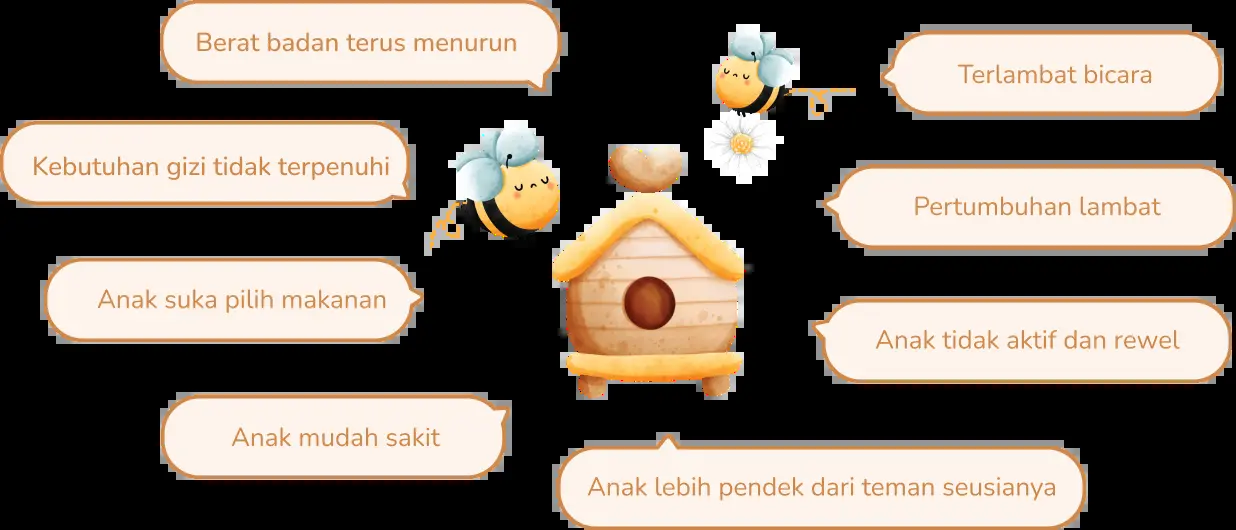 Berat badan terus menurun
Terlambat bicara
Kebutuhan gizi tidak terpenuhi
Pertumbuhan lambat
Anak suka pilih makanan
Anak tidak aktif dan rewel
Anak mudah sakit
Anak lebih pendek dari teman seusianya